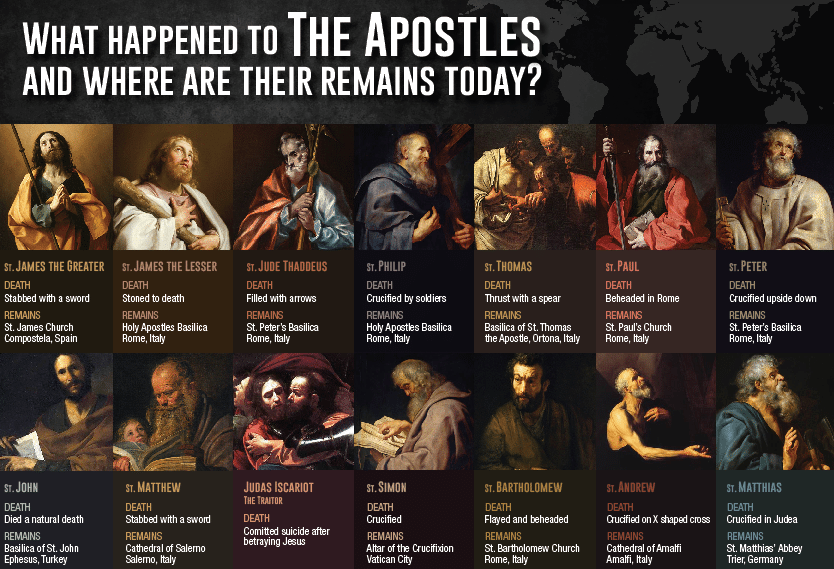 WHAT HAPPENED TO THE APOSTLES
AND WHERE ARE THEIR REMAINS TODAY?
ST. JAMES THE GREATER
DEATH
Stabbed with a sword
REMAINS
St. James Church
Compostela, Spain
ST. JAMES THE LESSER
DEATH
Stoned to death
REMAINS
Holy Apostles Basilica
Rome, Italy
ST. JUDE THADDEUS
DEATH
Filled with arrows
REMAINS
St. Peter's Basilica
Rome, Italy
ST. PHILIP
DEATH
Crucified by soldiers
REMAINS
Holy Apostles Basilica
Rome, Italy
ST. THOMAS
DEATH
Thrust with a spear
REMAINS
Basilica of St. Thomas
the Apostle, Ortona, Italy
ST. PAUL
DEATH
Beheaded in Rome
REMAINS
St. Paul's Church
Rome, Italy
ST. PETER
DEATH
Crucified upside down
REMAINS
St. Peter's Basilica
Rome, Italy
ST. JOHN
DEATH
Died a natural death
REMAINS
Basilica of St. John
Ephesus, Turkey
ST. MATTHEW
DEATH
Stabbed with a sword
REMAINS
Cathedral of Salerno
Salerno, Italy
JUDAS ISCARIOT
THE TRAITOR
DEATH
Comitted suicide after
betraying Jesus
ST. SIMON
DEATH
Crucified
REMAINS
Altar of the Crucifixion
Vatican City
ST. BARTHOLOMEW
DEATH
Flayed and beheaded
REMAINS
St. Bartholomew Church
Rome, Italy
ST. ANDREW
DEATH
Crucified on X shaped cross
REMAINS
Cathedral of Amalfi
Amalfi, Italy
ST. MATTHIAS
DEATH
Crucified in Judea
REMAINS
St. Matthias' Abbey
Trier, Germany